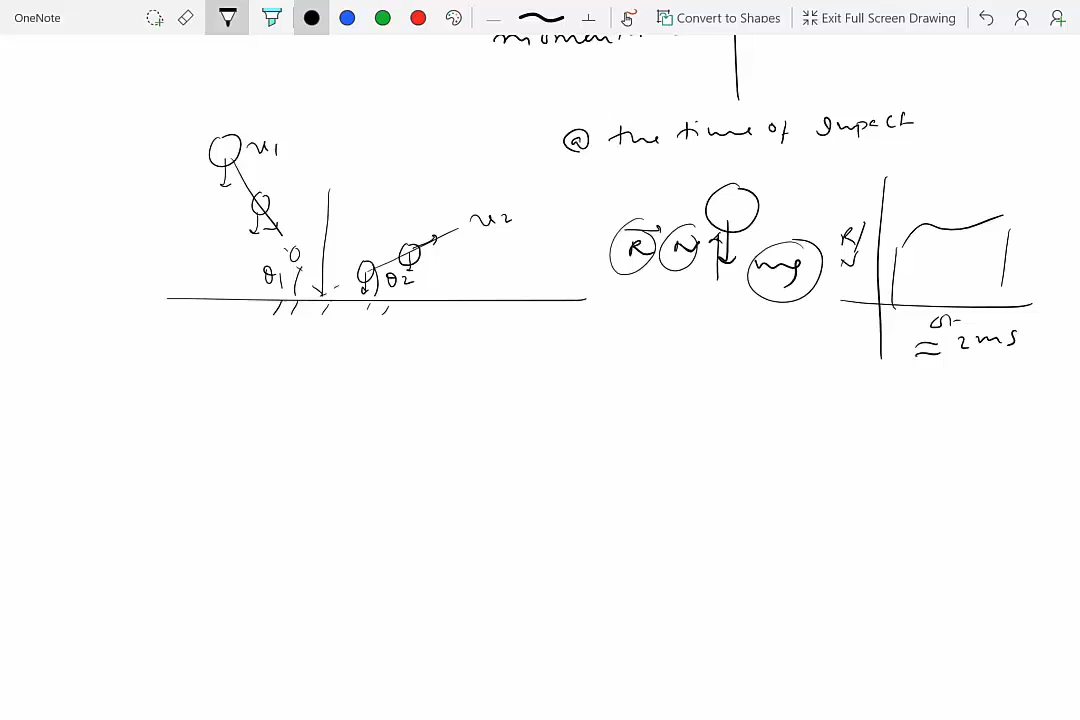 OneNote
Convert to Shapes
Exit Full Screen Drawing
@ the time of Impact
u1
u2
θ1
θ2
R N mg
R/
N
≈ 2ms